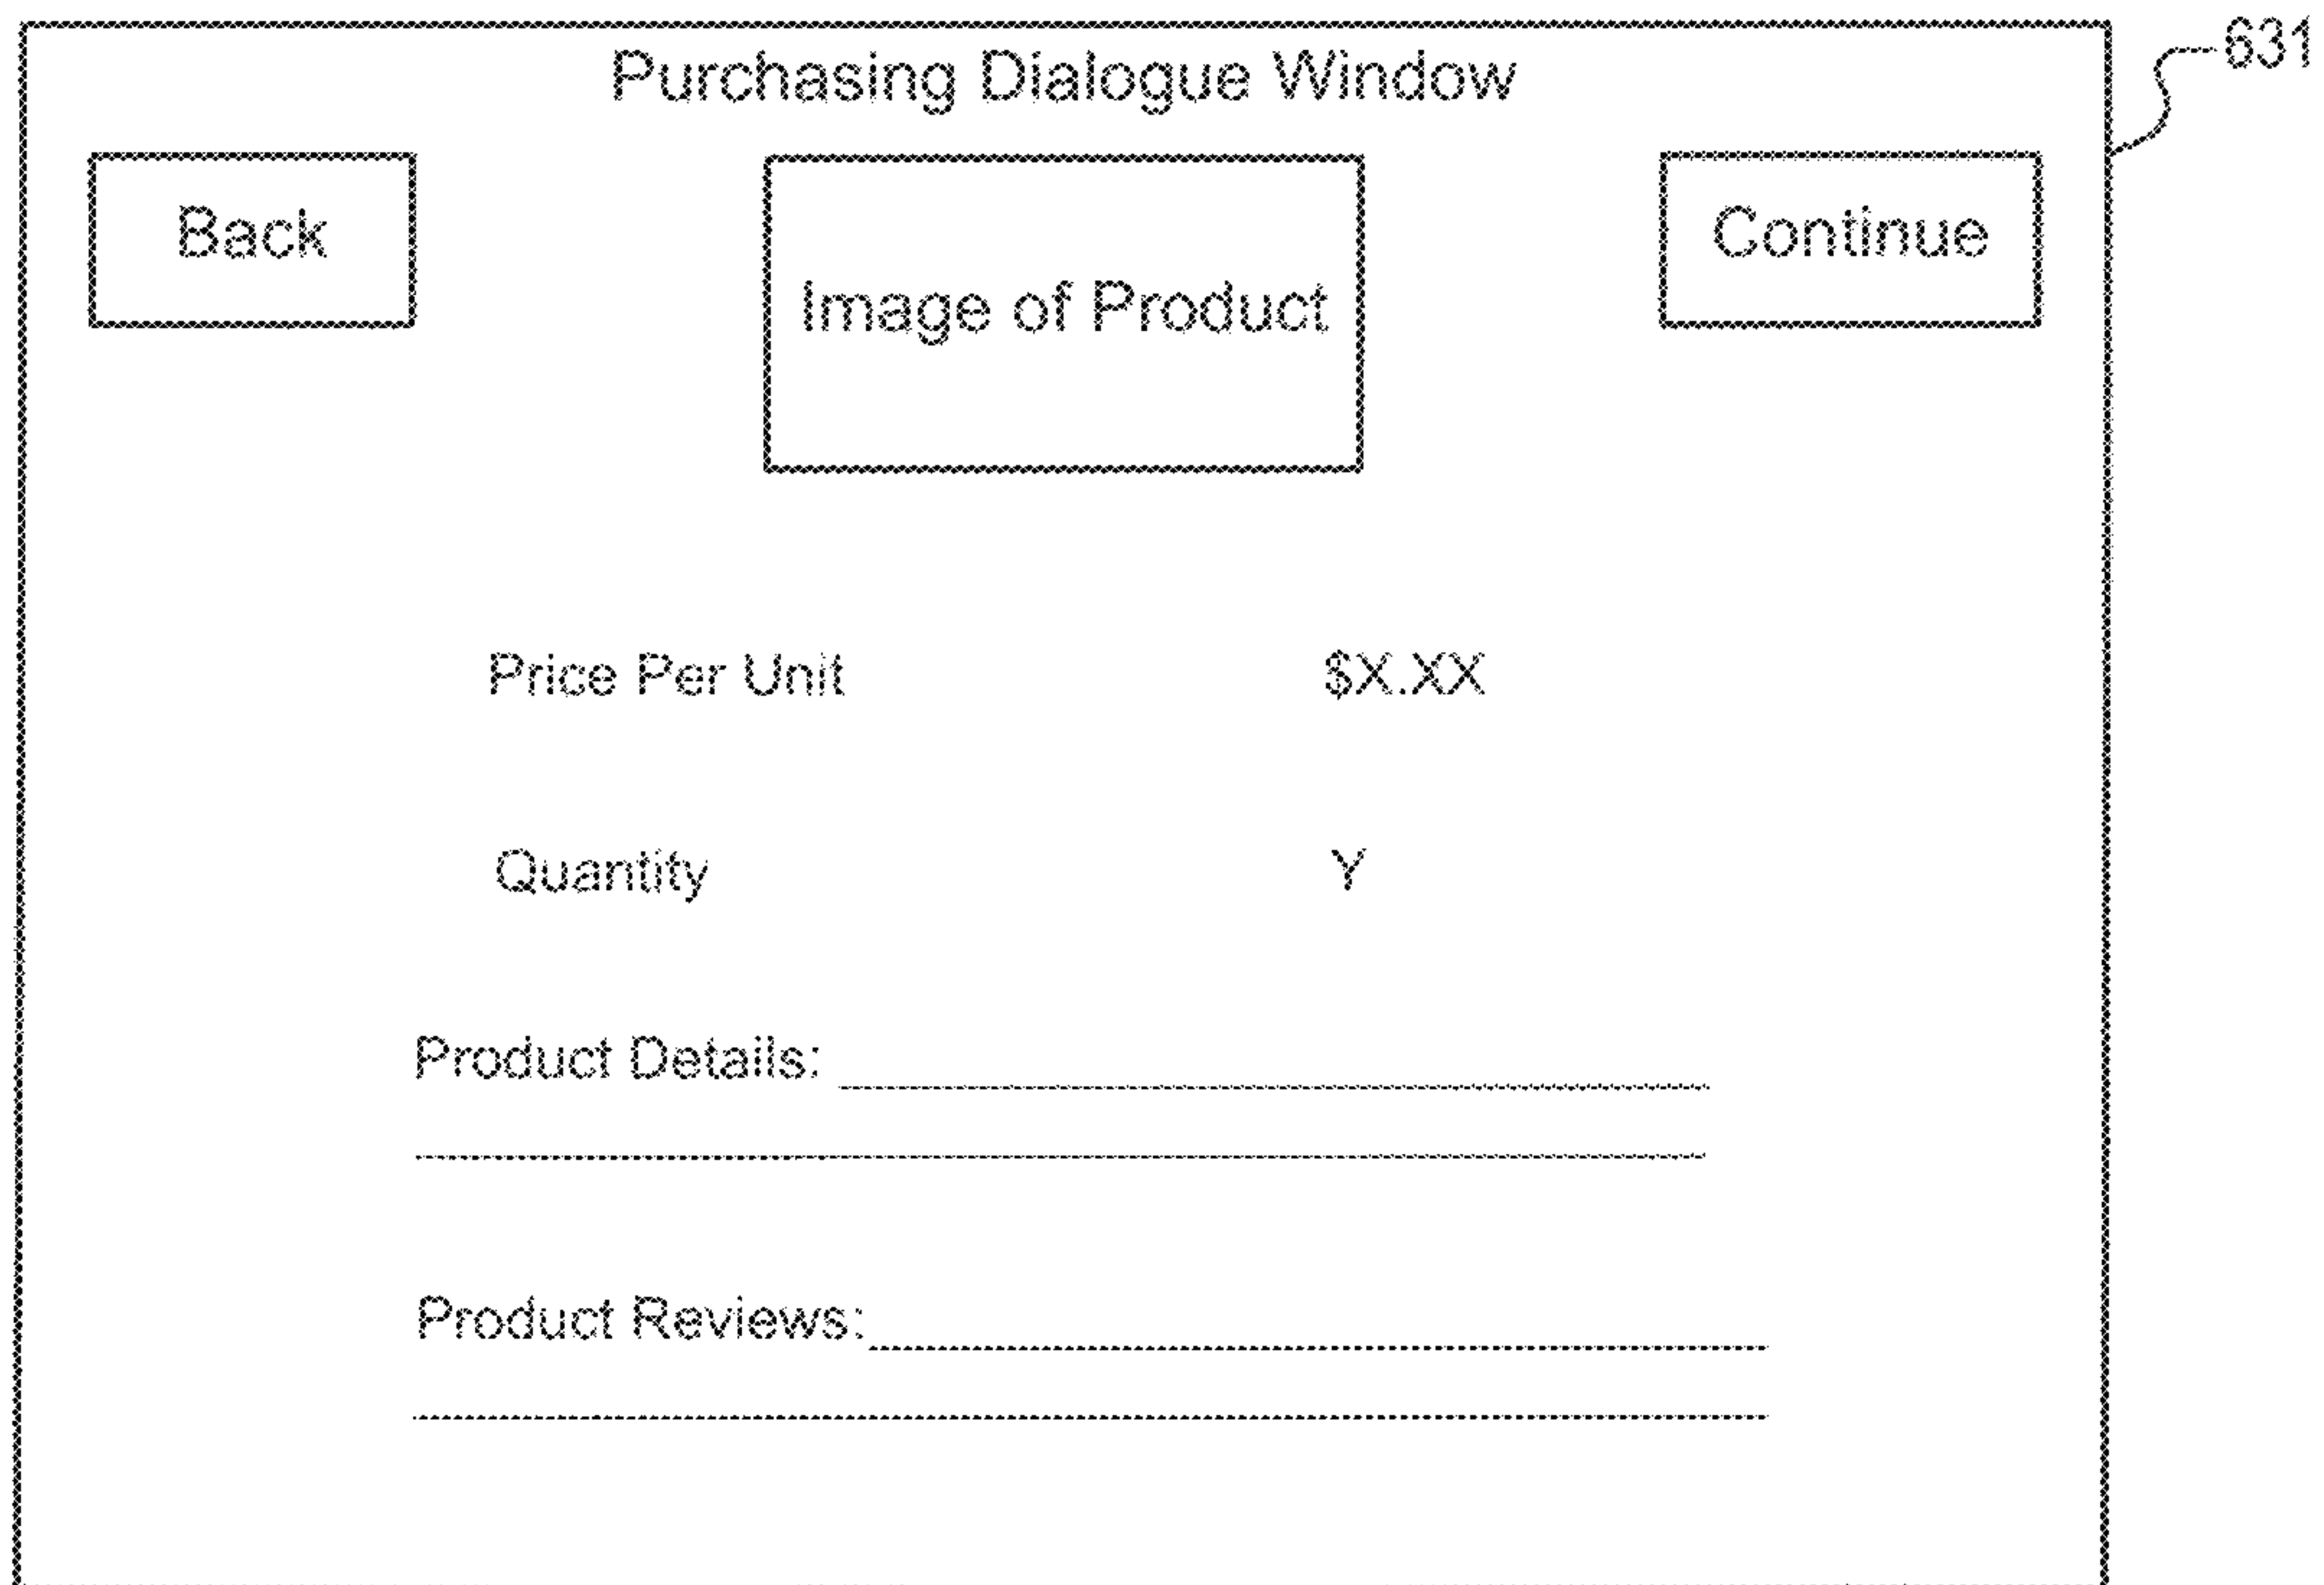 631
Purchasing Dialogue Window
Back
Image of Product
Continue
Price Per Unit $X.XX
Quantity Y
Product Details:
Product Reviews: